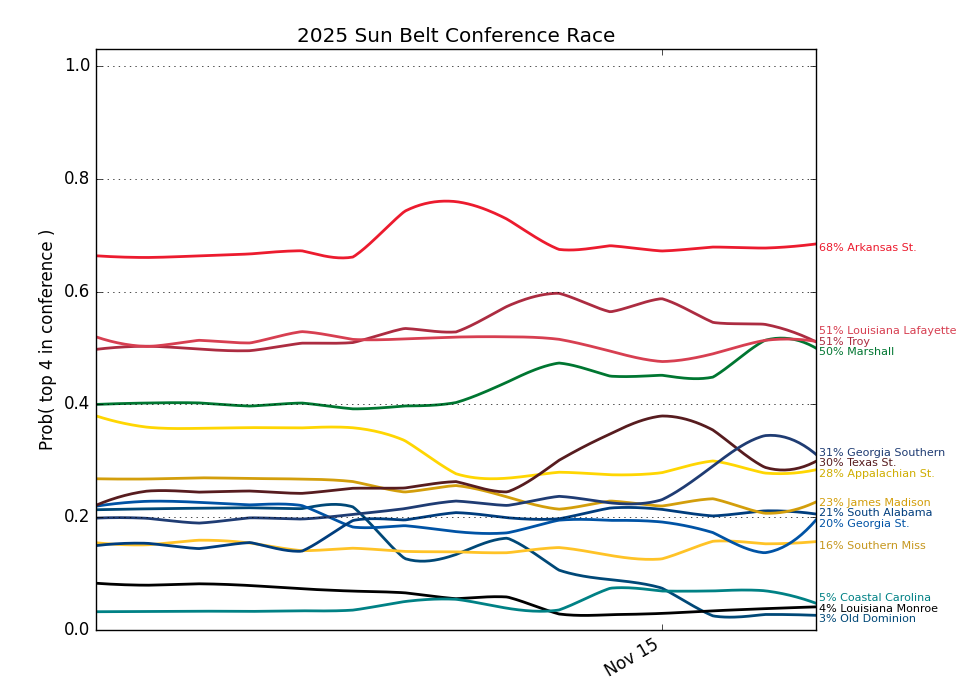 2025 Sun Belt Conference Race
1.0
0.8
0.6
0.4
0.2
0.0
Prob( top 4 in conference )
Nov 15
68% Arkansas St.
51% Louisiana Lafayette
51% Troy
50% Marshall
31% Georgia Southern
30% Texas St.
28% Appalachian St.
23% James Madison
21% South Alabama
20% Georgia St.
16% Southern Miss
5% Coastal Carolina
4% Louisiana Monroe
3% Old Dominion